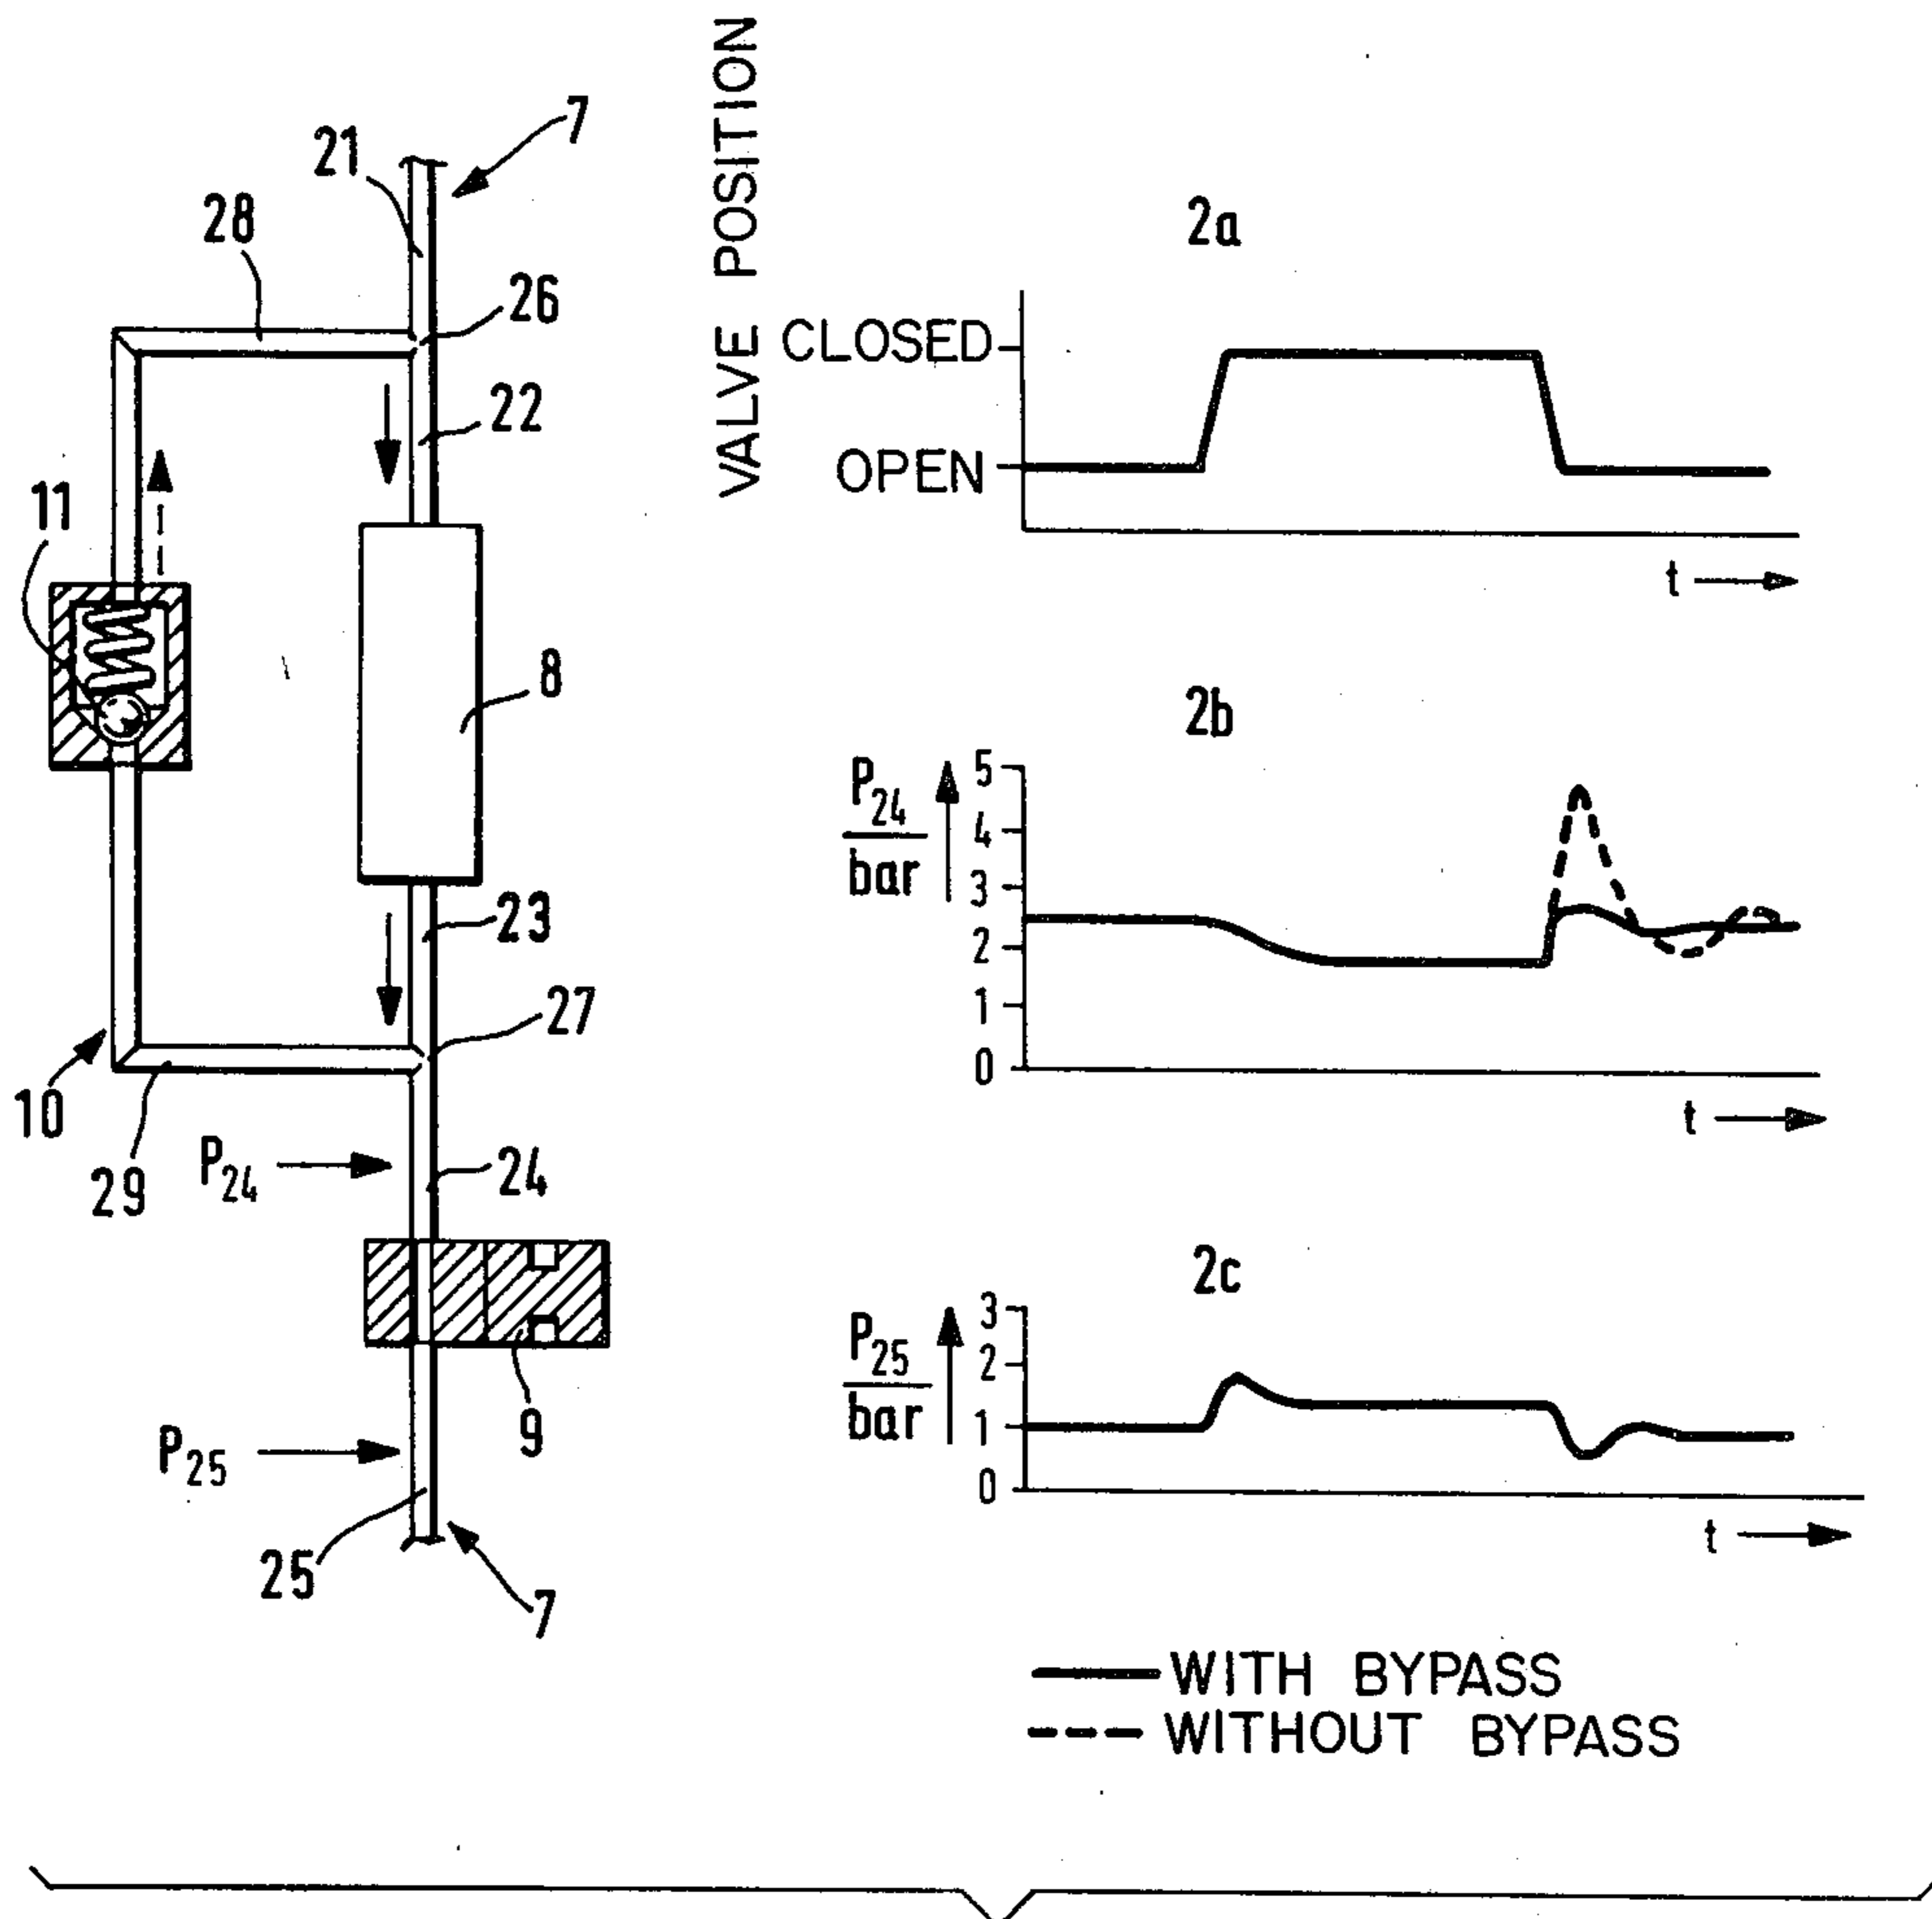 7
21
28
26
22
11
8
23
27
10
29
P24
24
9
P25
25
7
VALVE POSITION
2a
CLOSED
OPEN
t
2b
P24
bar
5
4
3
2
1
0
t
2c
P25
bar
3
2
1
0
t
WITH BYPASS
WITHOUT BYPASS